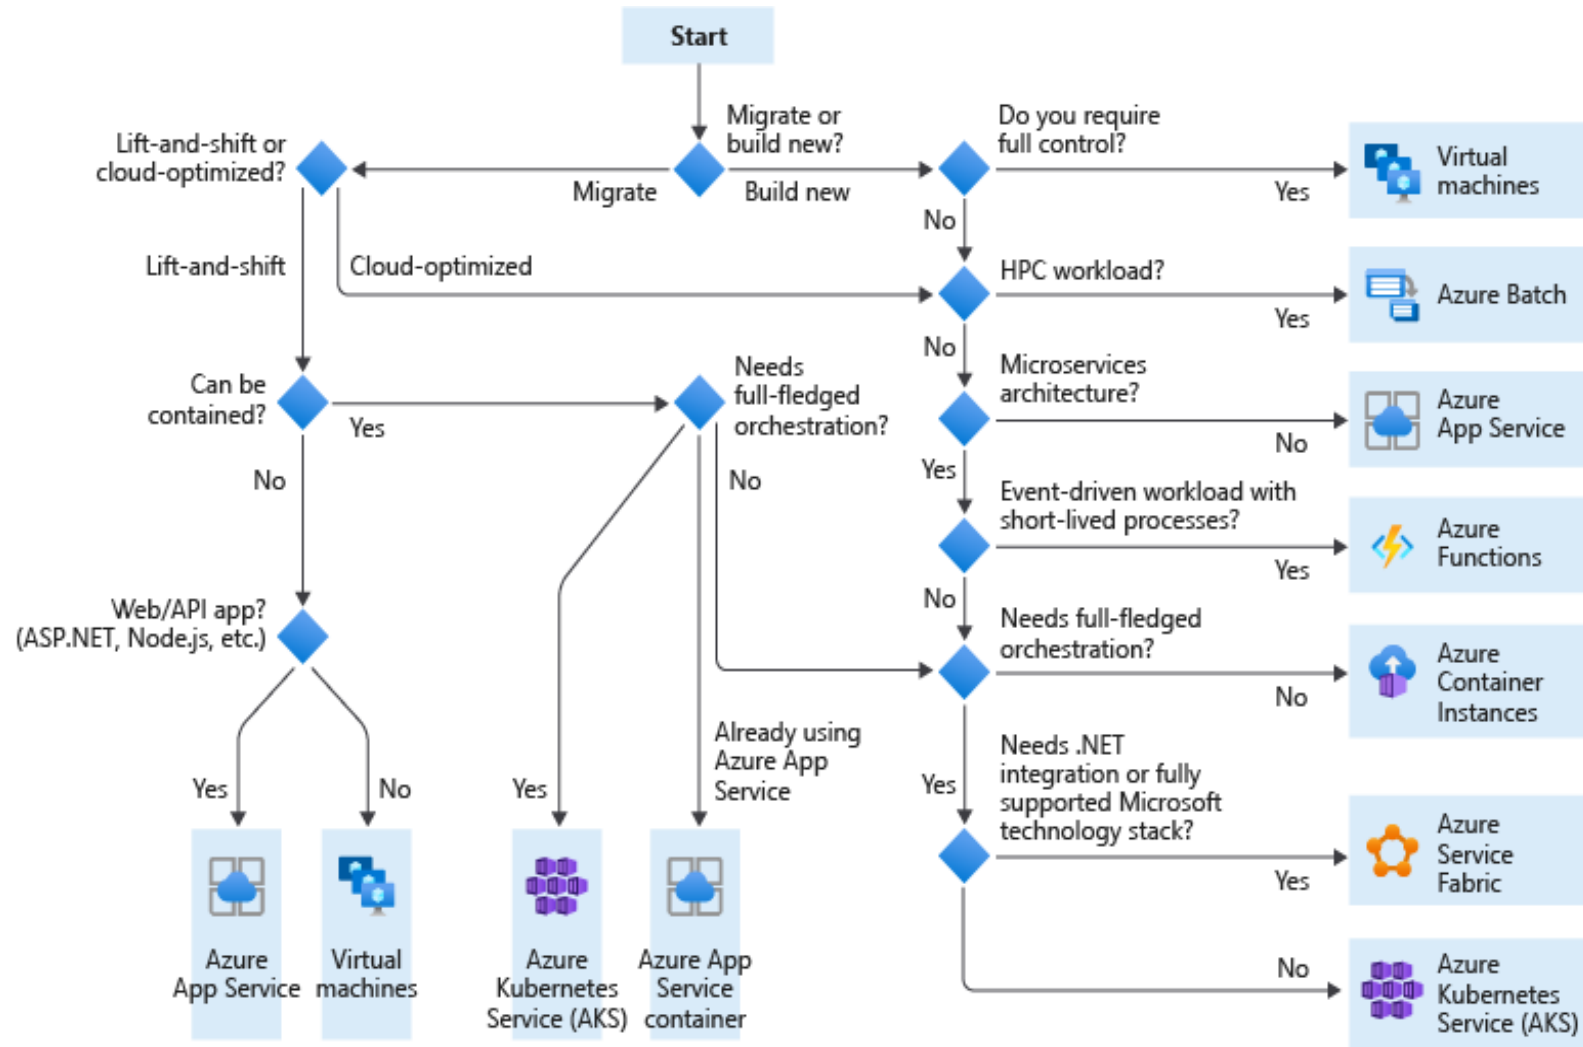 Start
Migrate or
build new?
Migrate
Build new
Lift-and-shift or
cloud-optimized?
Lift-and-shift
Cloud-optimized
Do you require
full control?
Yes
No
Virtual
machines
HPC workload?
Yes
No
Azure Batch
Microservices
architecture?
No
Yes
Azure
App Service
Event-driven workload with
short-lived processes?
Yes
No
Azure
Functions
Needs full-fledged
orchestration?
No
Yes
Azure
Container
Instances
Needs .NET
integration or fully
supported Microsoft
technology stack?
Yes
No
Azure
Service
Fabric
Azure
Kubernetes
Service (AKS)
Can be
contained?
Yes
No
Needs
full-fledged
orchestration?
No
Yes
Already using
Azure App
Service
Web/API app?
(ASP.NET, Node.js, etc.)
Yes
No
Azure
App Service
Virtual
machines
Azure
Kubernetes
Service (AKS)
Azure App
Service
container